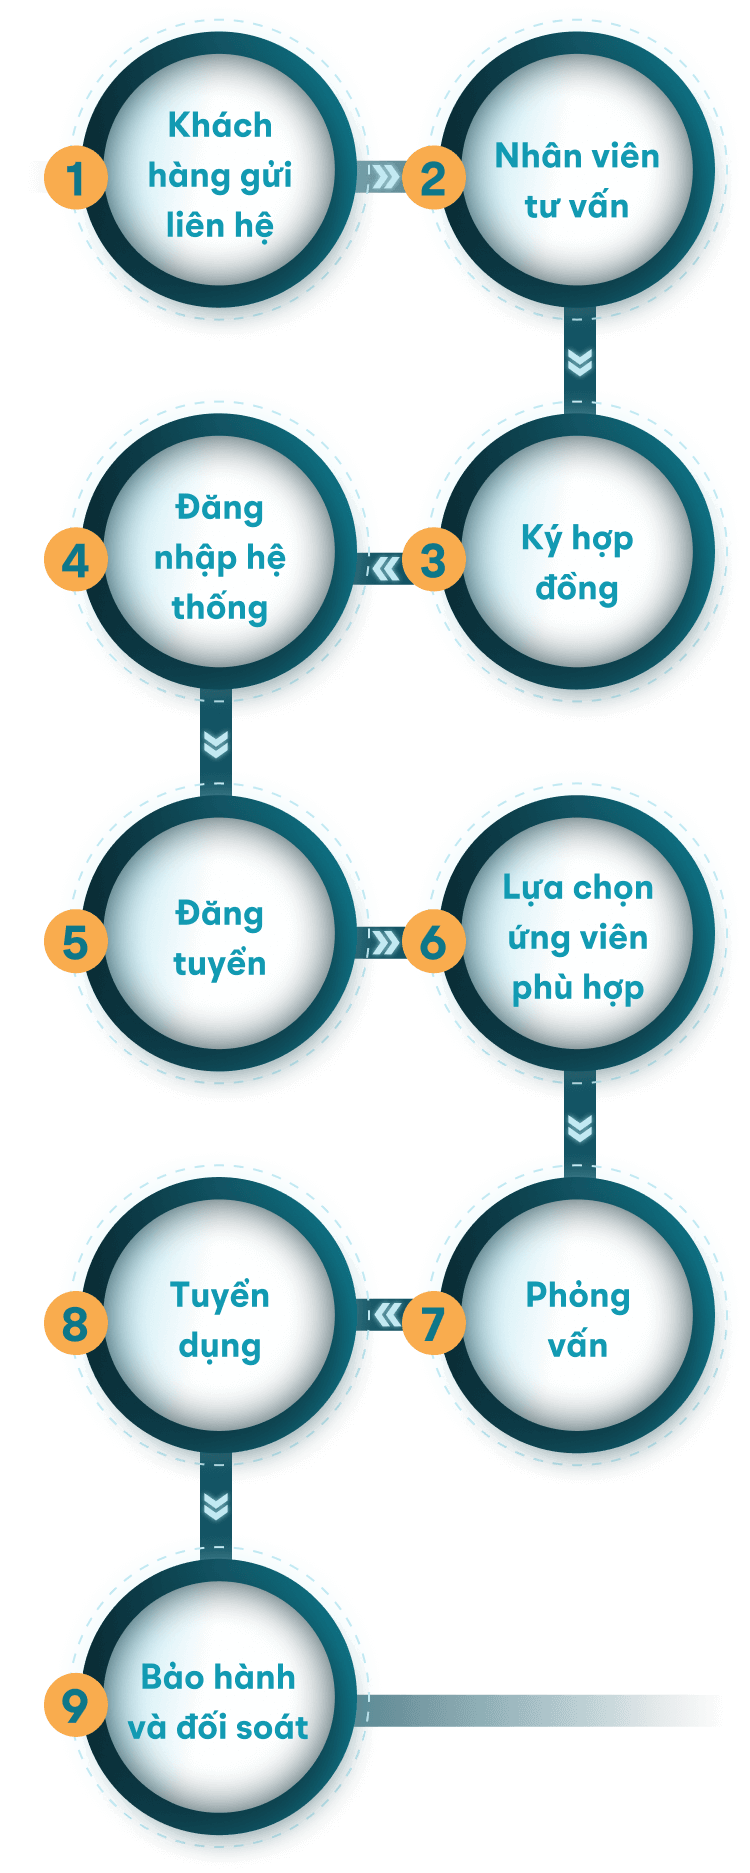 1
Khách
hàng gửi
liên hệ
2
Nhân viên
tư vấn
3
Ký hợp
đồng
4
Đăng
nhập hệ
thống
5
Đăng
tuyển
6
Lựa chọn
ứng viên
phù hợp
7
Phỏng
vấn
8
Tuyển
dụng
9
Bảo hành
và đối soát